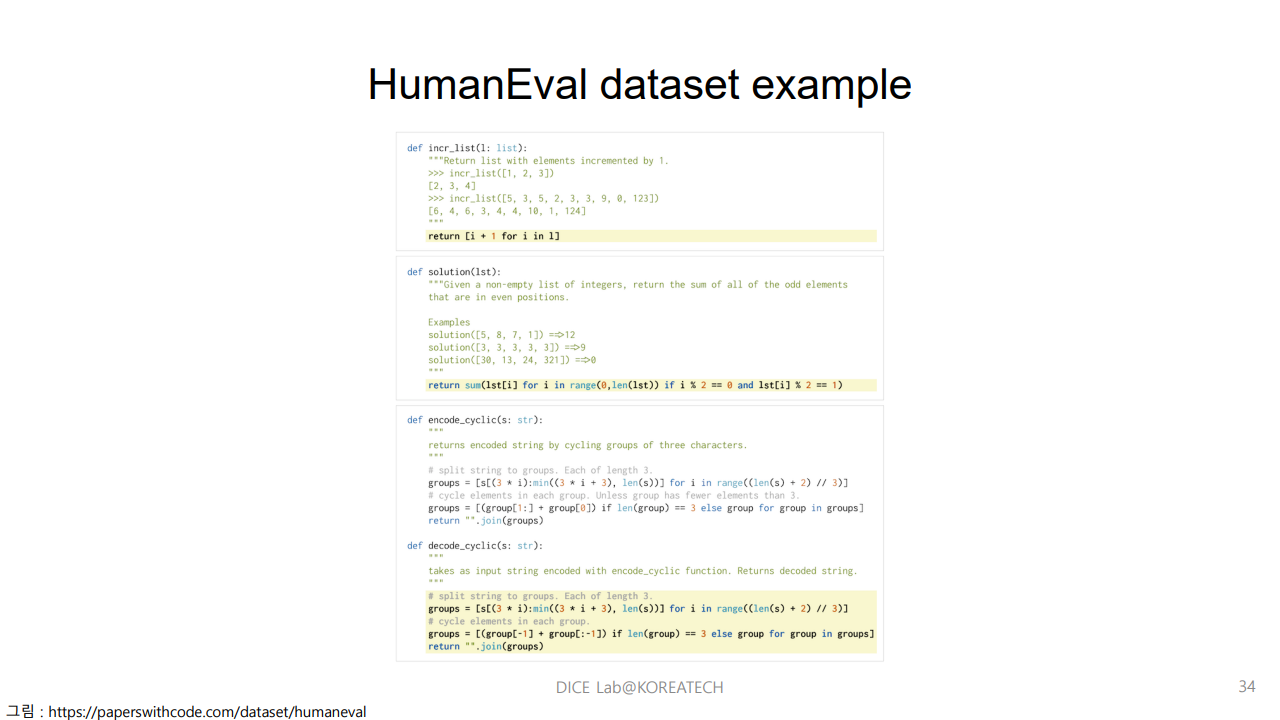 HumanEval dataset example
def incr_list(l: list):
"""Return list with elements incremented by 1.
>>> incr_list([1, 2, 3])
[2, 3, 4]
>>> incr_list([5, 3, 5, 2, 3, 3, 9, 0, 123])
[6, 4, 6, 3, 4, 4, 10, 1, 124]
"""
return [i + 1 for i in l]
def solution(lst):
"""Given a non-empty list of integers, return the sum of all of the odd elements
that are in even positions.
Examples
solution([5, 8, 7, 1]) ==>12
solution([3, 3, 3, 3, 3]) ==>9
solution([30, 13, 24, 321]) ==>0
"""
return sum(lst[i] for i in range(0,len(lst)) if i % 2 == 0 and lst[i] % 2 == 1)
def encode_cyclic(s: str):
"""
returns encoded string by cycling groups of three characters.
"""
# split string to groups. Each of length 3.
groups = [s[(3 * i):min((3 * i + 3), len(s))] for i in range((len(s) + 2) // 3)]
# cycle elements in each group. Unless group has fewer elements than 3.
groups = [(group[1:] + group[0]) if len(group) == 3 else group for group in groups]
return "".join(groups)
def decode_cyclic(s: str):
"""
takes as input string encoded with encode_cyclic function. Returns decoded string.
"""
# split string to groups. Each of length 3.
groups = [s[(3 * i):min((3 * i + 3), len(s))] for i in range((len(s) + 2) // 3)]
# cycle elements in each group.
groups = [(group[-1] + group[:-1]) if len(group) == 3 else group for group in groups]
return "".join(groups)
DICE Lab@KOREATECH
34
그림 : https://paperswithcode.com/dataset/humaneval